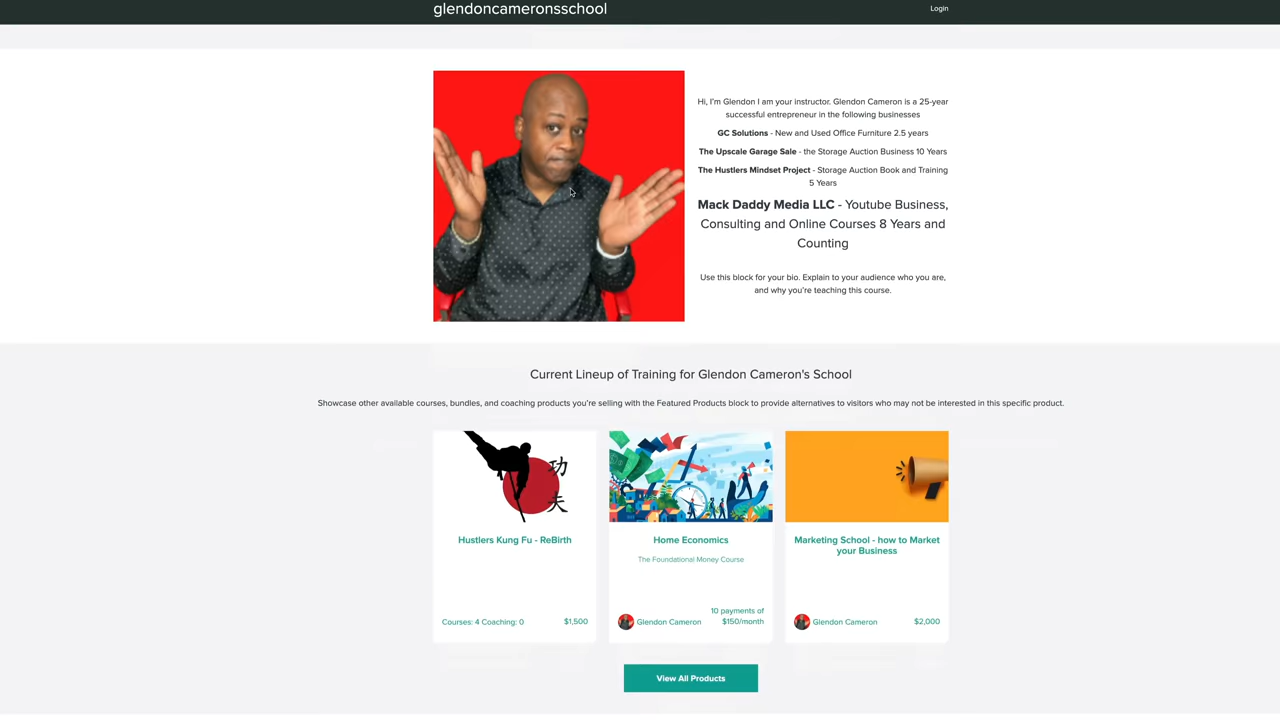 glendoncameronsschool
Login
Hi, I'm Glendon I am your instructor. Glendon Cameron is a 25-year
successful entrepreneur in the following businesses
GC Solutions - New and Used Office Furniture 2.5 years
The Upscale Garage Sale - the Storage Auction Business 10 Years
The Hustlers Mindset Project - Storage Auction Book and Training
5 Years
Mack Daddy Media LLC - Youtube Business,
Consulting and Online Courses 8 Years and
Counting
Use this block for your bio. Explain to your audience who you are,
and why you're teaching this course.
Current Lineup of Training for Glendon Cameron's School
Showcase other available courses, bundles, and coaching products you're selling with the Featured Products block to provide alternatives to visitors who may not be interested in this specific product.
功
夫
Hustlers Kung Fu - ReBirth
Courses: 4 Coaching: 0
$1,500
Home Economics
The Foundational Money Course
Glendon Cameron
10 payments of
$150/month
Marketing School - how to Market
your Business
Glendon Cameron
$2,000
View All Products